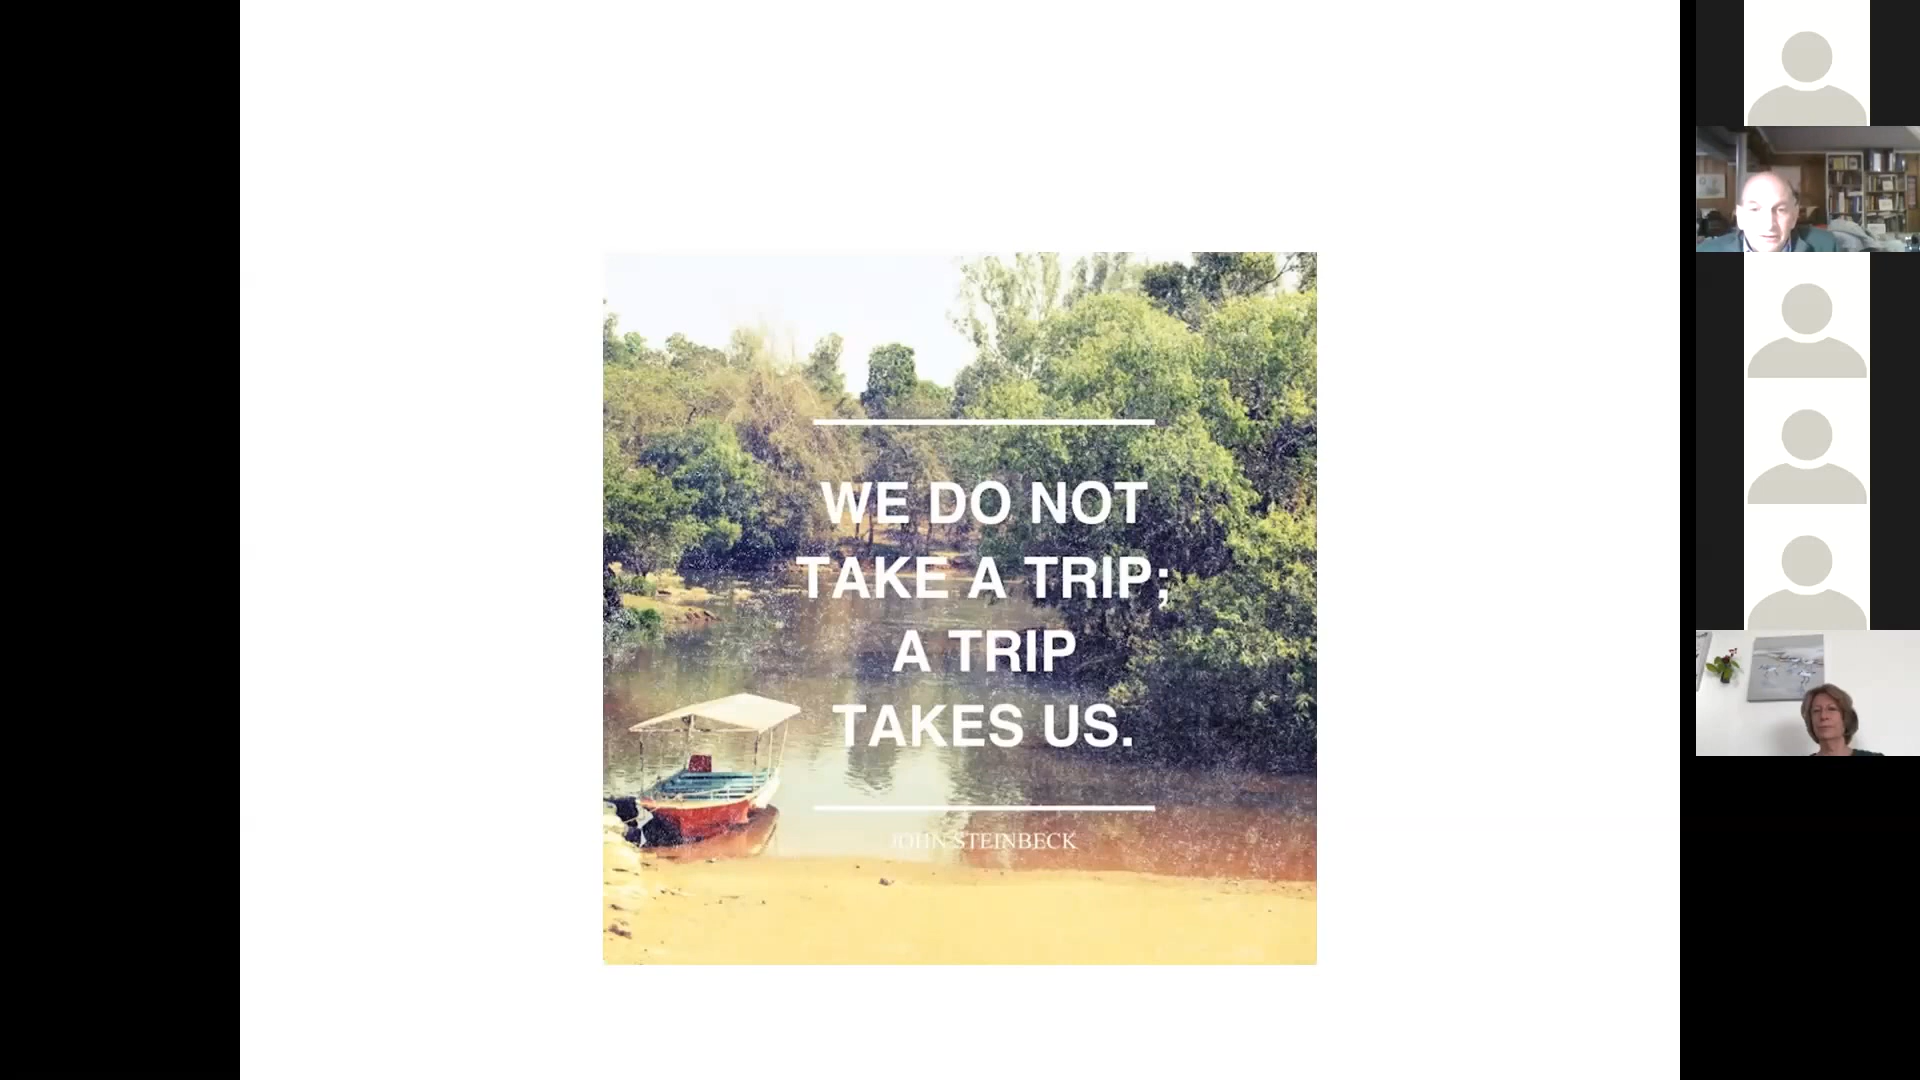 WE DO NOT
TAKE A TRIP;
A TRIP
TAKES US.
JOHN STEINBECK